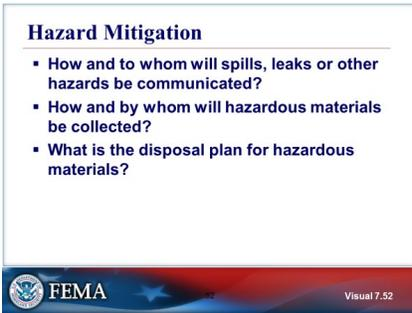 Hazard Mitigation
▪ How and to whom will spills, leaks or other
hazards be communicated?
▪ How and by whom will hazardous materials
be collected?
▪ What is the disposal plan for hazardous
materials?
FEMA
52
Visual 7.52